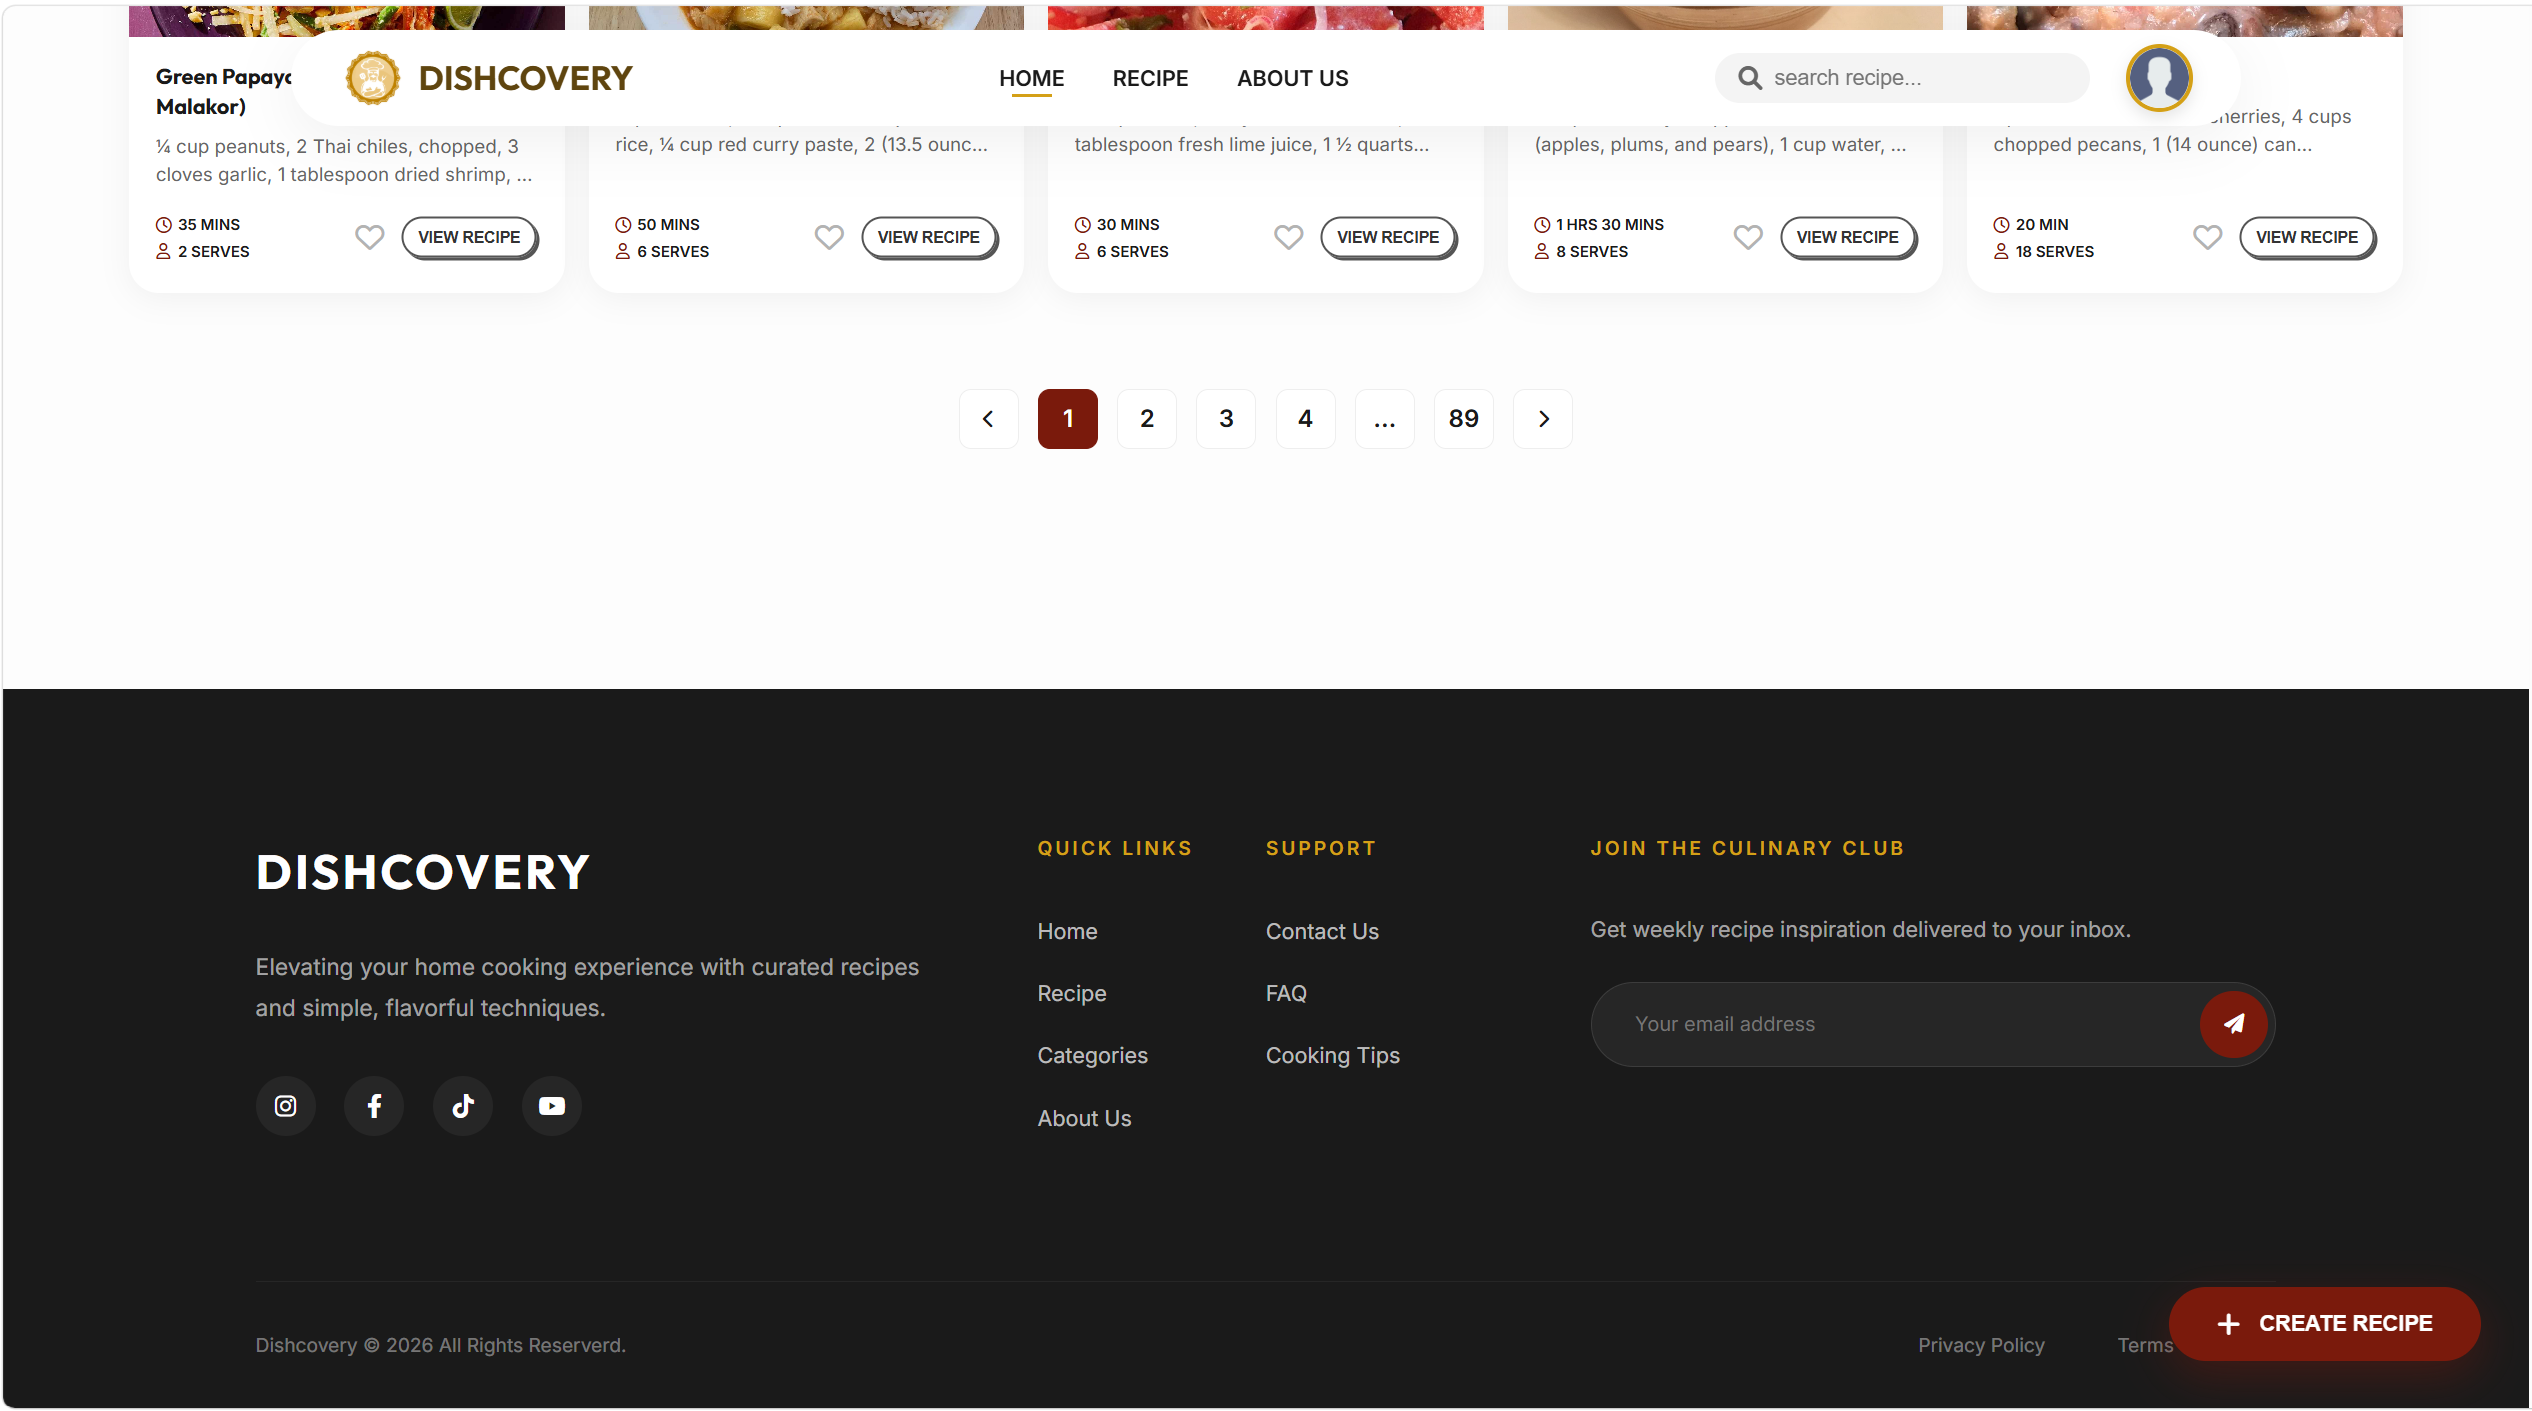 DISHCOVERY
HOME
RECIPE
ABOUT US
search recipe...
Green Papaya
Malakor)
¼ cup peanuts, 2 Thai chiles, chopped, 3
cloves garlic, 1 tablespoon dried shrimp, ...
35 MINS
2 SERVES
VIEW RECIPE
rice, ¼ cup red curry paste, 2 (13.5 ounc...
50 MINS
6 SERVES
VIEW RECIPE
tablespoon fresh lime juice, 1 ½ quarts...
30 MINS
6 SERVES
VIEW RECIPE
(apples, plums, and pears), 1 cup water, ...
1 HRS 30 MINS
8 SERVES
VIEW RECIPE
cherries, 4 cups
chopped pecans, 1 (14 ounce) can...
20 MIN
18 SERVES
VIEW RECIPE
1
2
3
4
...
89
DISHCOVERY
Elevating your home cooking experience with curated recipes
and simple, flavorful techniques.
QUICK LINKS
Home
Recipe
Categories
About Us
SUPPORT
Contact Us
FAQ
Cooking Tips
JOIN THE CULINARY CLUB
Get weekly recipe inspiration delivered to your inbox.
Your email address
Dishcovery © 2026 All Rights Reserverd.
Privacy Policy
Terms
CREATE RECIPE